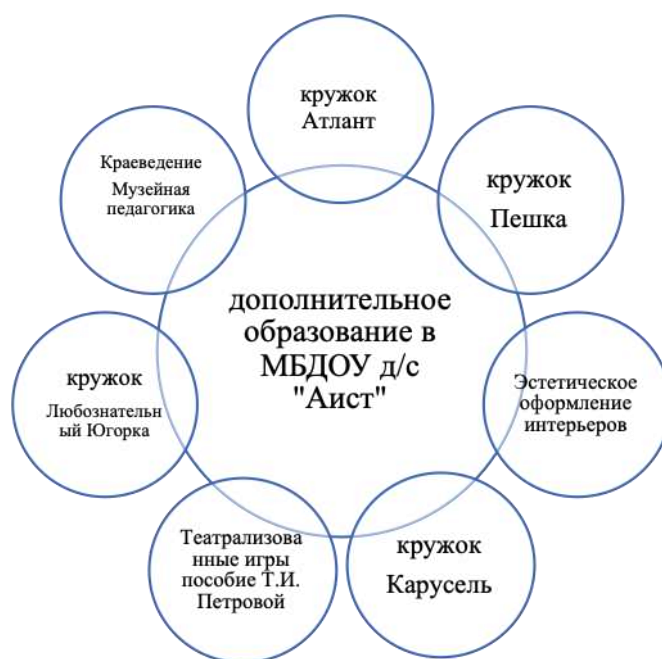 кружок
Атлант
кружок
Пешка
Эстетическое
оформление
интерьеров
кружок
Карусель
Театрализова
нные игры
пособие Т.И.
Петровой
кружок
Любознательн
ый Югорка
Краеведение
Музейная
педагогика
дополнительное
образование в
МБДОУ д/с
"Аист"